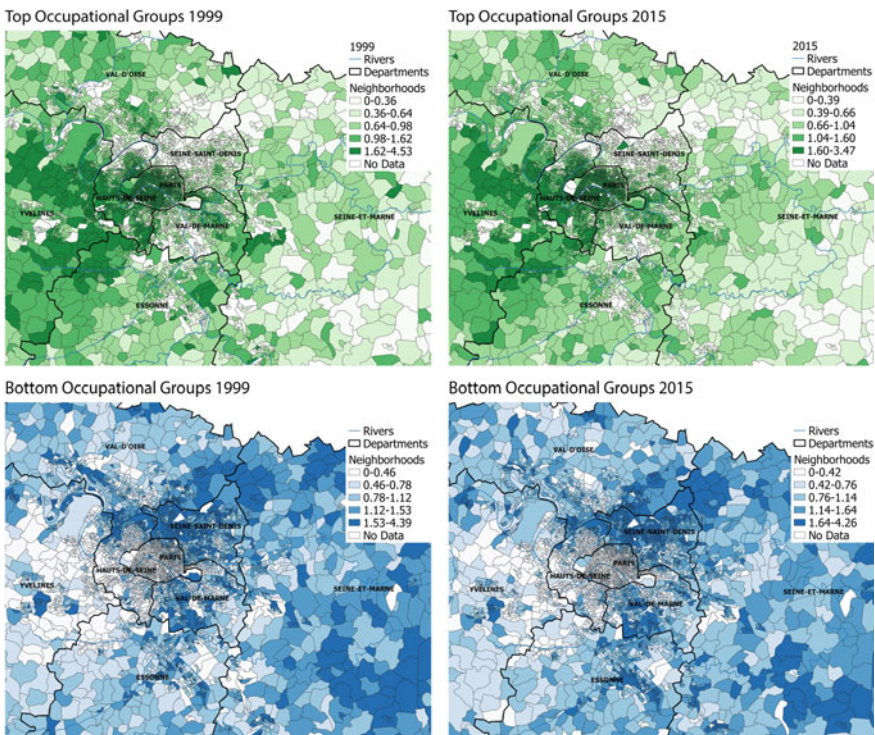 Top Occupational Groups 1999
1999
Rivers
Departments
Neighborhoods
0-0.36
0.36-0.64
0.64-0.98
0.98-1.62
1.62-4.53
No Data
VAL-D'OISE
SEINE-SAINT-DENIS
PARIS
HAUTS-DE-SEINE
YVELINES
VAL-DE-MARNE
SEINE-ET-MARNE
ESSONNE
Top Occupational Groups 2015
2015
Rivers
Departments
Neighborhoods
0-0.39
0.39-0.66
0.66-1.04
1.04-1.60
1.60-3.47
No Data
VAL-D'OISE
SEINE-SAINT-DENIS
PARIS
HAUTS-DE-SEINE
YVELINES
VAL-DE-MARNE
SEINE-ET-MARNE
ESSONNE
Bottom Occupational Groups 1999
Rivers
Departments
Neighborhoods
0-0.46
0.46-0.78
0.78-1.12
1.12-1.53
1.53-4.39
No Data
VAL-D'OISE
SEINE-SAINT-DENIS
PARIS
HAUTS-DE-SEINE
YVELINES
VAL-DE-MARNE
SEINE-ET-MARNE
ESSONNE
Bottom Occupational Groups 2015
Rivers
Departments
Neighborhoods
0-0.42
0.42-0.76
0.76-1.14
1.14-1.64
1.64-4.26
No Data
VAL-D'OISE
SEINE-SAINT-DENIS
PARIS
HAUTS-DE-SEINE
YVELINES
VAL-DE-MARNE
SEINE-ET-MARNE
ESSONNE